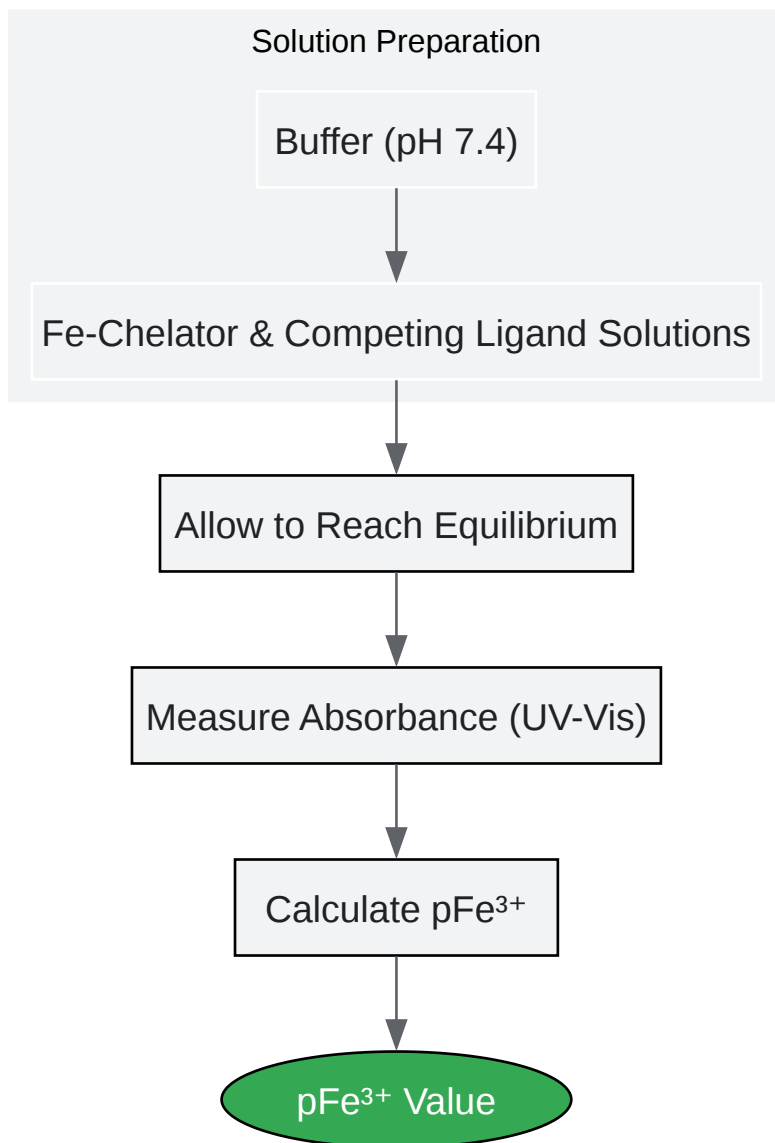 Solution Preparation
Buffer (pH 7.4)
Fe-Chelator & Competing Ligand Solutions
Allow to Reach Equilibrium
Measure Absorbance (UV-Vis)
Calculate pFe³⁺
pFe³⁺ Value